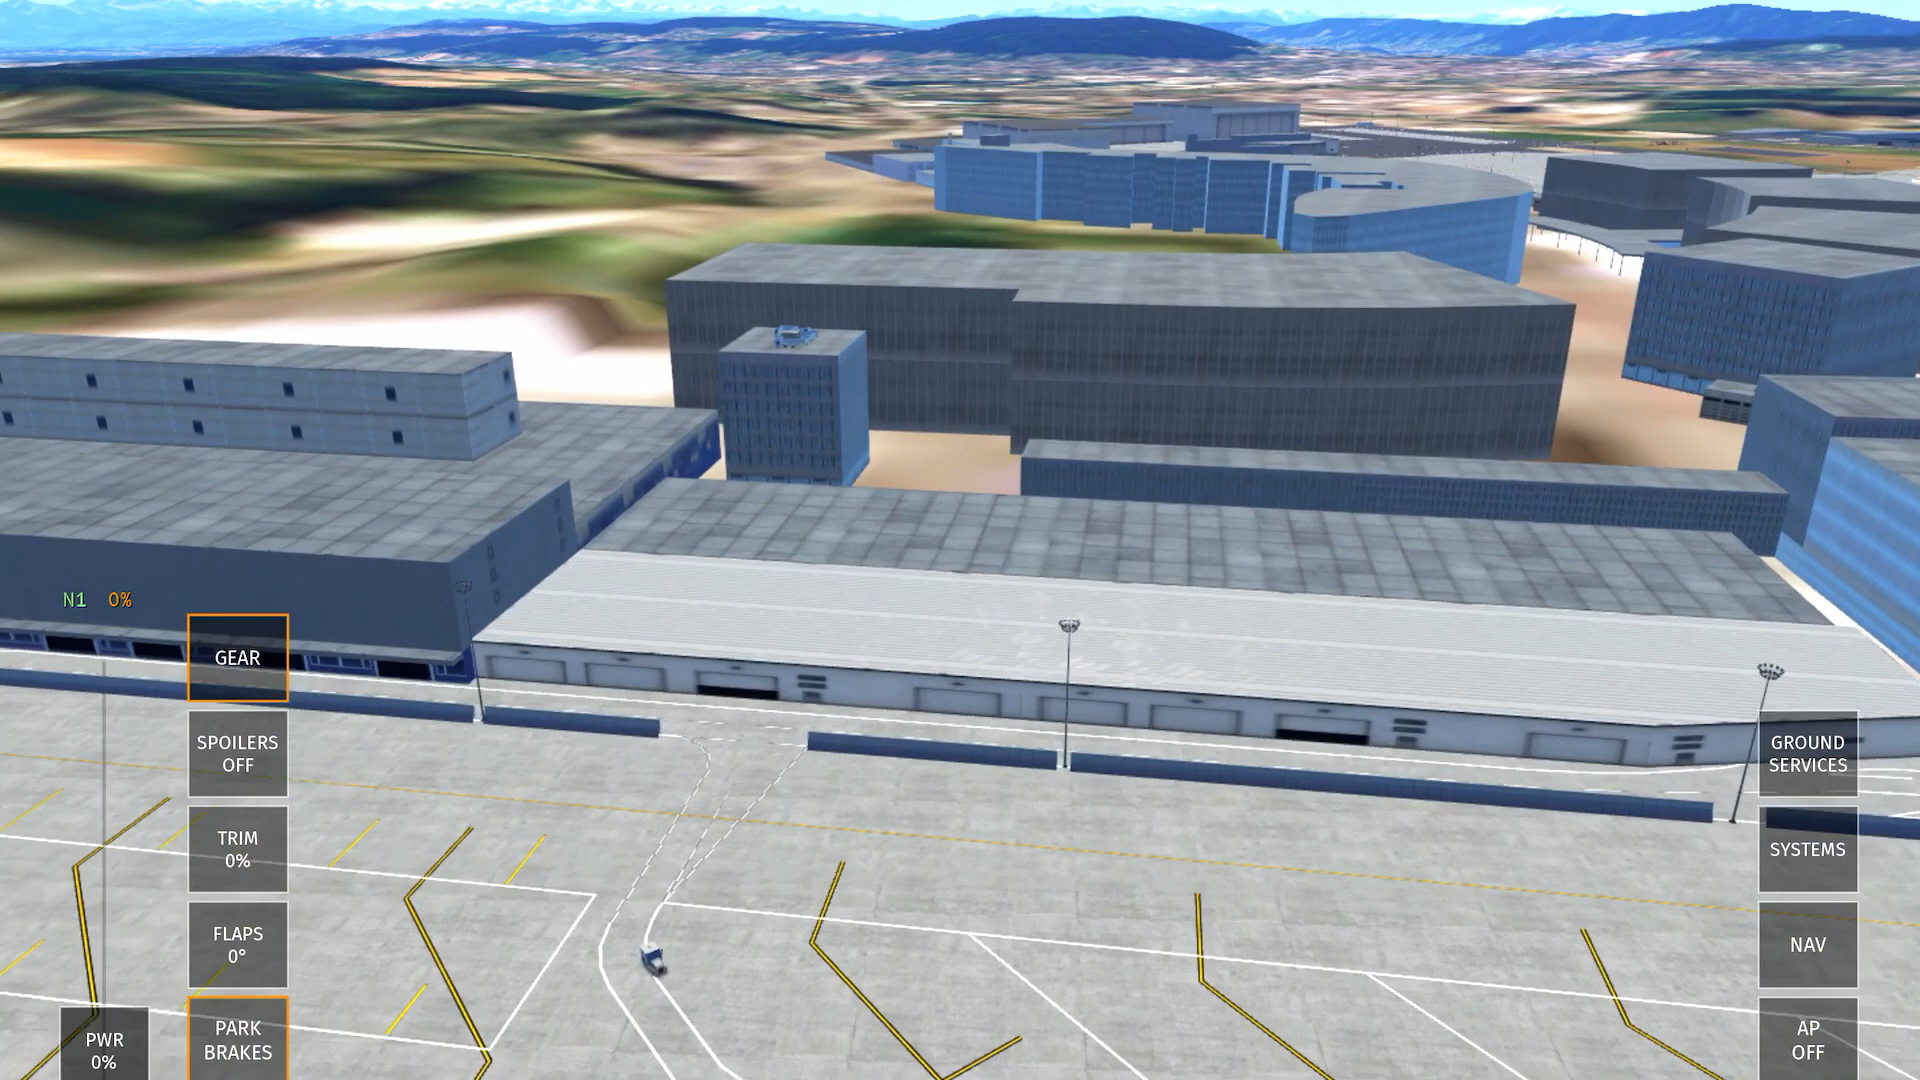 N1 0%
GEAR
SPOILERS
OFF
TRIM
0%
FLAPS
0°
PARK
BRAKES
PWR
0%
GROUND
SERVICES
SYSTEMS
NAV
AP
OFF